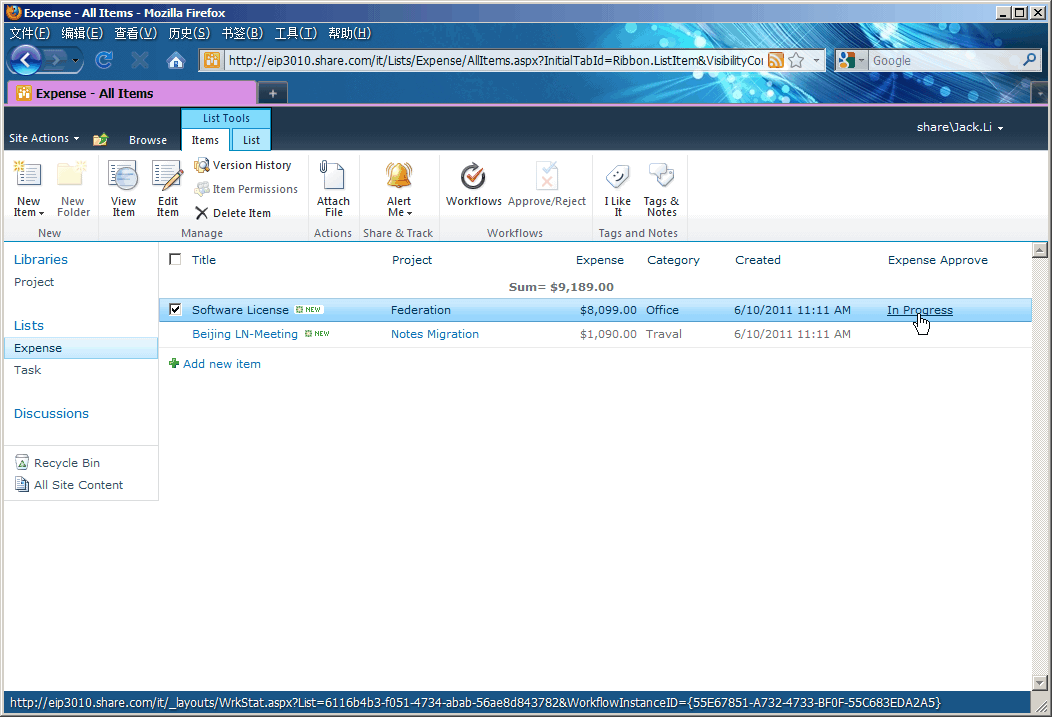 Expense - All Items - Mozilla Firefox
文件(F) 编辑(E) 查看(V) 历史(S) 书签(B) 工具(T) 帮助(H)
http://eip3010.share.com/it/Lists/Expense/AllItems.aspx?InitialTabId=Ribbon.ListItem&VisibilityCor Google
Expense - All Items
List Tools
Site Actions Browse Items List share\Jack.Li
New Item New Folder View Item Edit Item Version History Item Permissions Delete Item Attach File Alert Me Workflows Approve/Reject I Like It Tags & Notes
New Manage Actions Share & Track Workflows Tags and Notes
Libraries
Project
Lists
Expense
Task
Discussions
Recycle Bin
All Site Content
Title Project Expense Category Created Expense Approve
Sum= $9,189.00
Software License NEW Federation $8,099.00 Office 6/10/2011 11:11 AM In Progress
Beijing LN-Meeting NEW Notes Migration $1,090.00 Traval 6/10/2011 11:11 AM
Add new item
http://eip3010.share.com/it/_layouts/WrkStat.aspx?List=6116b4b3-f051-4734-abab-56ae8d843782&WorkflowInstanceID={55E67851-A732-4733-BF0F-55C683EDA2A5}